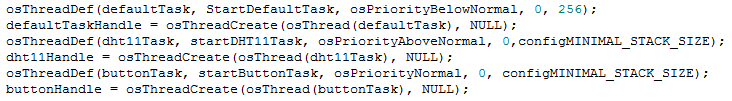 osThreadDef(defaultTask, StartDefaultTask, osPriorityBelowNormal, 0, 256);
defaultTaskHandle = osThreadCreate(osThread(defaultTask), NULL);
osThreadDef(dht11Task, startDHT11Task, osPriorityAboveNormal, 0,configMINIMAL_STACK_SIZE);
dht11Handle = osThreadCreate(osThread(dht11Task), NULL);
osThreadDef(buttonTask, startButtonTask, osPriorityNormal, 0, configMINIMAL_STACK_SIZE);
buttonHandle = osThreadCreate(osThread(buttonTask), NULL);